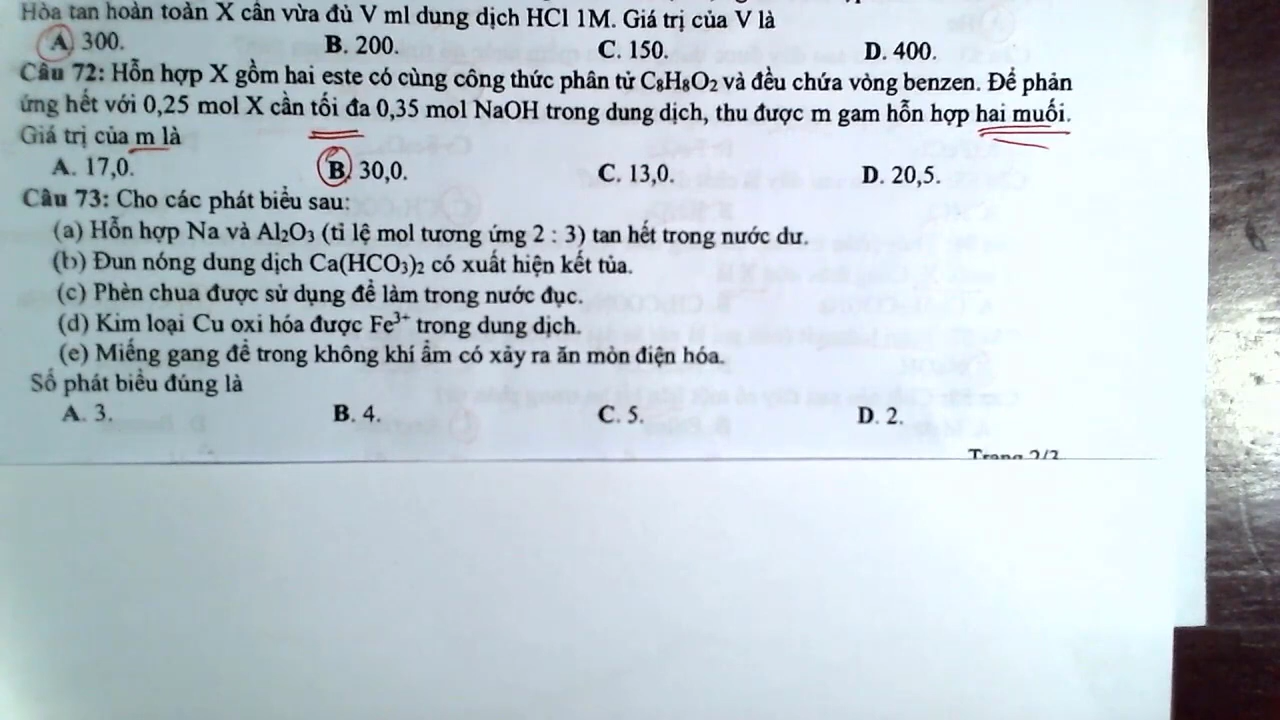 Hòa tan hoàn toàn X cần vừa đủ V ml dung dịch HCl 1M. Giá trị của V là
A. 300. B. 200. C. 150. D. 400.
Câu 72: Hỗn hợp X gồm hai este có cùng công thức phân tử C₈H₈O₂ và đều chứa vòng benzen. Để phản
ứng hết với 0,25 mol X cần tối đa 0,35 mol NaOH trong dung dịch, thu được m gam hỗn hợp hai muối.
Giá trị của m là
A. 17,0. B. 30,0. C. 13,0. D. 20,5.
Câu 73: Cho các phát biểu sau:
(a) Hỗn hợp Na và Al₂O₃ (tỉ lệ mol tương ứng 2 : 3) tan hết trong nước dư.
(b) Đun nóng dung dịch Ca(HCO₃)₂ có xuất hiện kết tủa.
(c) Phèn chua được sử dụng để làm trong nước đục.
(d) Kim loại Cu oxi hóa được Fe³⁺ trong dung dịch.
(e) Miếng gang để trong không khí ẩm có xảy ra ăn mòn điện hóa.
Số phát biểu đúng là
A. 3. B. 4. C. 5. D. 2.
Trang 2/3